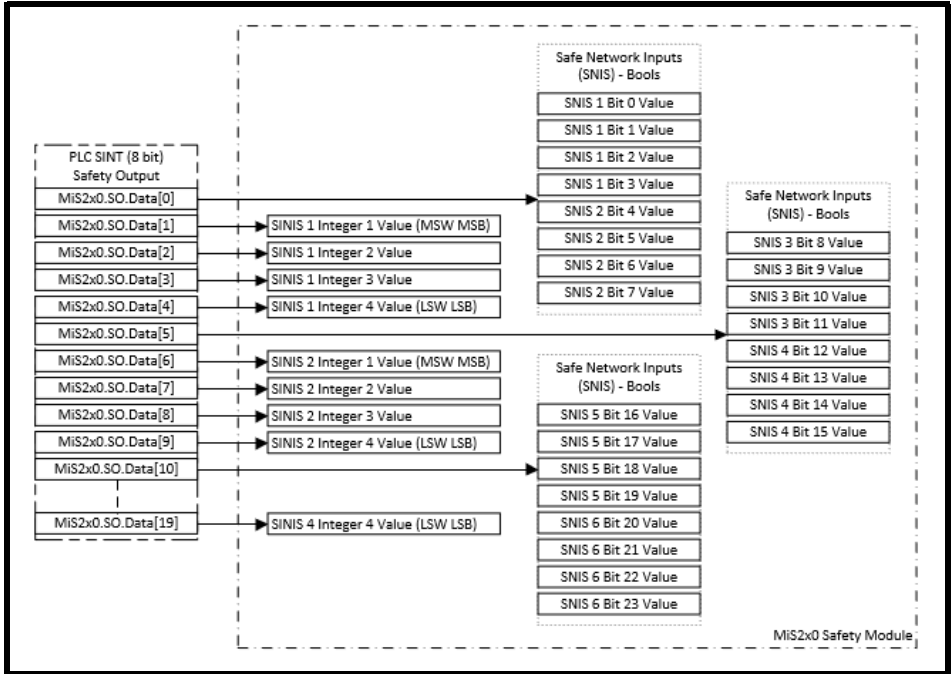 PLC SINT (8 bit)
Safety Output
MiS2x0.SO.Data[0]
MiS2x0.SO.Data[1]
MiS2x0.SO.Data[2]
MiS2x0.SO.Data[3]
MiS2x0.SO.Data[4]
MiS2x0.SO.Data[5]
MiS2x0.SO.Data[6]
MiS2x0.SO.Data[7]
MiS2x0.SO.Data[8]
MiS2x0.SO.Data[9]
MiS2x0.SO.Data[10]
MiS2x0.SO.Data[19]
SINIS 1 Integer 1 Value (MSW MSB)
SINIS 1 Integer 2 Value
SINIS 1 Integer 3 Value
SINIS 1 Integer 4 Value (LSW LSB)
SINIS 2 Integer 1 Value (MSW MSB)
SINIS 2 Integer 2 Value
SINIS 2 Integer 3 Value
SINIS 2 Integer 4 Value (LSW LSB)
SINIS 4 Integer 4 Value (LSW LSB)
Safe Network Inputs
(SNIS) - Bools
SNIS 1 Bit 0 Value
SNIS 1 Bit 1 Value
SNIS 1 Bit 2 Value
SNIS 1 Bit 3 Value
SNIS 2 Bit 4 Value
SNIS 2 Bit 5 Value
SNIS 2 Bit 6 Value
SNIS 2 Bit 7 Value
Safe Network Inputs
(SNIS) - Bools
SNIS 5 Bit 16 Value
SNIS 5 Bit 17 Value
SNIS 5 Bit 18 Value
SNIS 5 Bit 19 Value
SNIS 6 Bit 20 Value
SNIS 6 Bit 21 Value
SNIS 6 Bit 22 Value
SNIS 6 Bit 23 Value
Safe Network Inputs
(SNIS) - Bools
SNIS 3 Bit 8 Value
SNIS 3 Bit 9 Value
SNIS 3 Bit 10 Value
SNIS 3 Bit 11 Value
SNIS 4 Bit 12 Value
SNIS 4 Bit 13 Value
SNIS 4 Bit 14 Value
SNIS 4 Bit 15 Value
MiS2x0 Safety Module